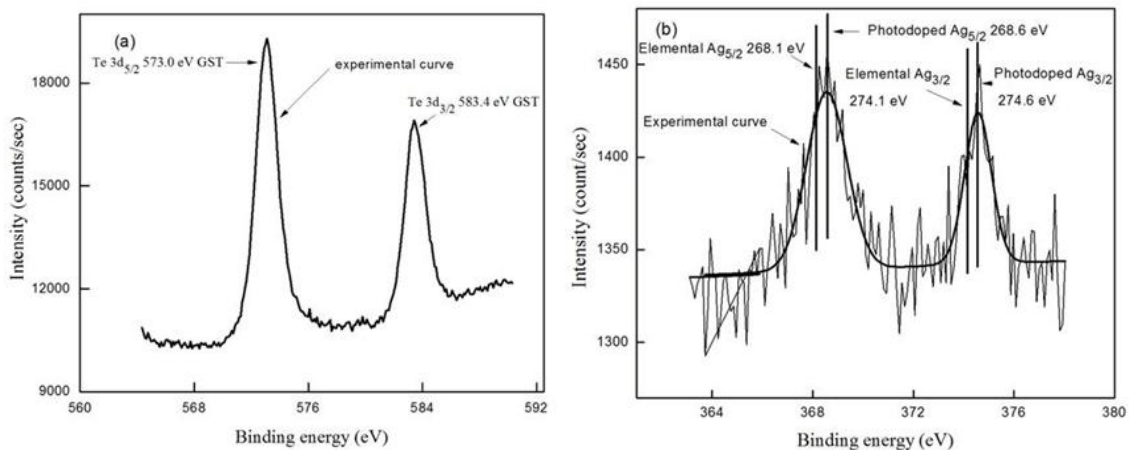 (a)
Te 3d5/2 573.0 eV GST
experimental curve
Te 3d3/2 583.4 eV GST
18000
15000
12000
9000
560
568
576
584
592
Intensity (counts/sec)
Binding energy (eV)
(b)
Photodoped Ag5/2 268.6 eV
Elemental Ag5/2 268.1 eV
Elemental Ag3/2
274.1 eV
Photodoped Ag3/2
274.6 eV
Experimental curve
1450
1400
1350
1300
364
368
372
376
380
Intensity (count/sec)
Binding energy (eV)